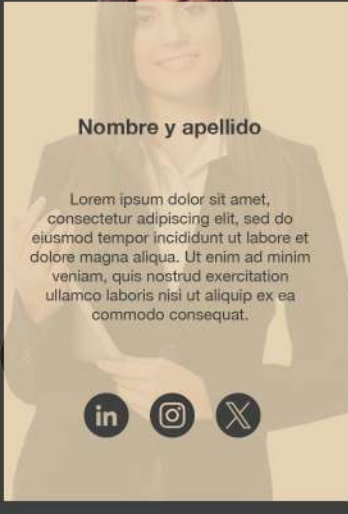 Nombre y apellido
Lorem ipsum dolor sit amet,
consectetur adipiscing elit, sed do
eiusmod tempor incididunt ut labore et
dolore magna aliqua. Ut enim ad minim
veniam, quis nostrud exercitation
ullamco laboris nisi ut aliquip ex ea
commodo consequat.
in